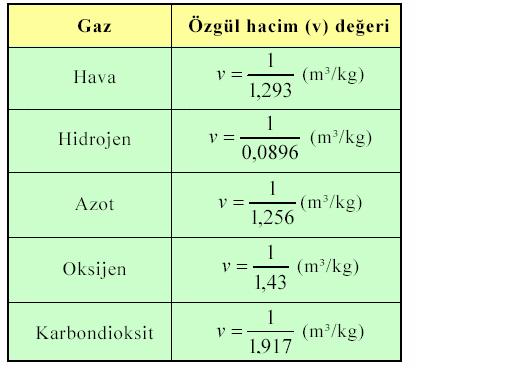 Gaz Özgül hacim (v) değeri
Hava v = 1/1,293 (m³/kg)
Hidrojen v = 1/0,0896 (m³/kg)
Azot v = 1/1,256 (m³/kg)
Oksijen v = 1/1,43 (m³/kg)
Karbondioksit v = 1/1,917 (m³/kg)